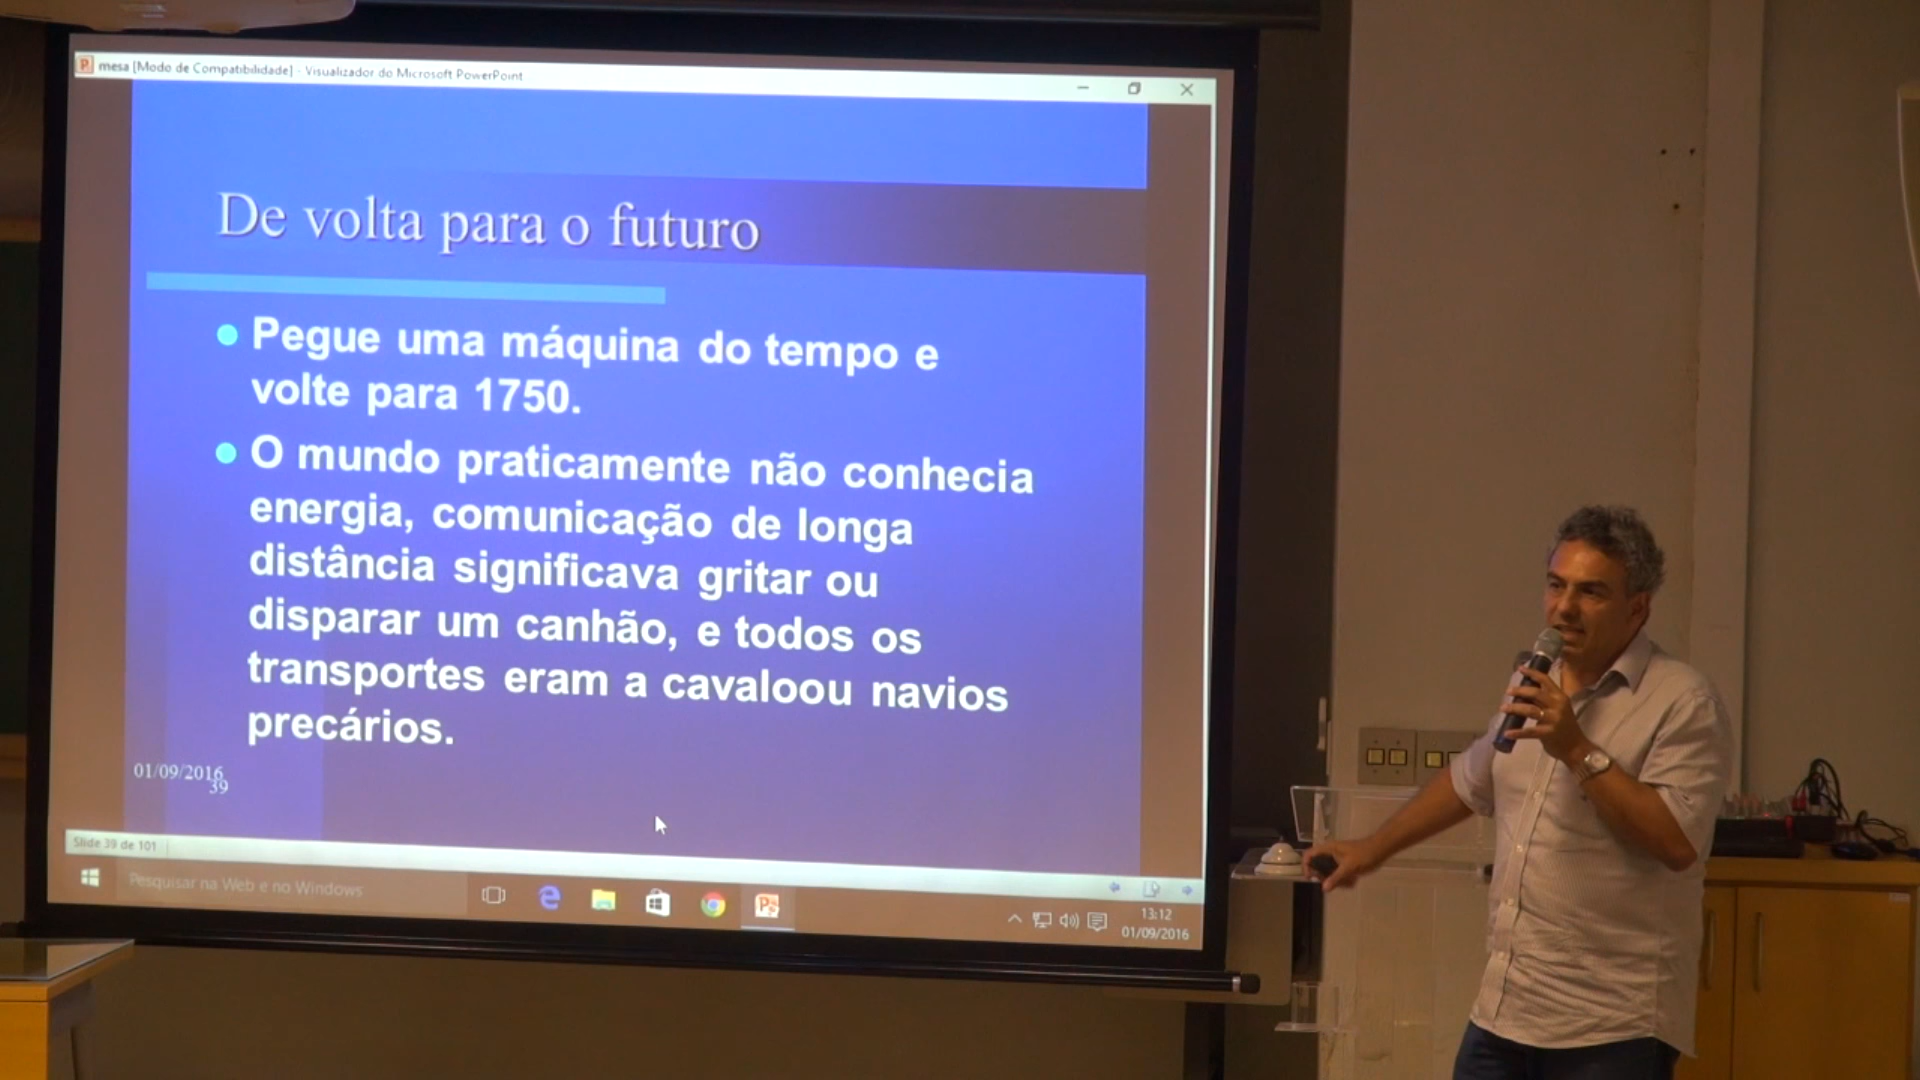 mesa [Modo de Compatibilidade] - Visualizador do Microsoft PowerPoint
De volta para o futuro
Pegue uma máquina do tempo e
volte para 1750.
O mundo praticamente não conhecia
energia, comunicação de longa
distância significava gritar ou
disparar um canhão, e todos os
transportes eram a cavaloou navios
precários.
01/09/2016
39
Slide 39 de 101
Pesquisar na Web e no Windows
13:12
01/09/2016